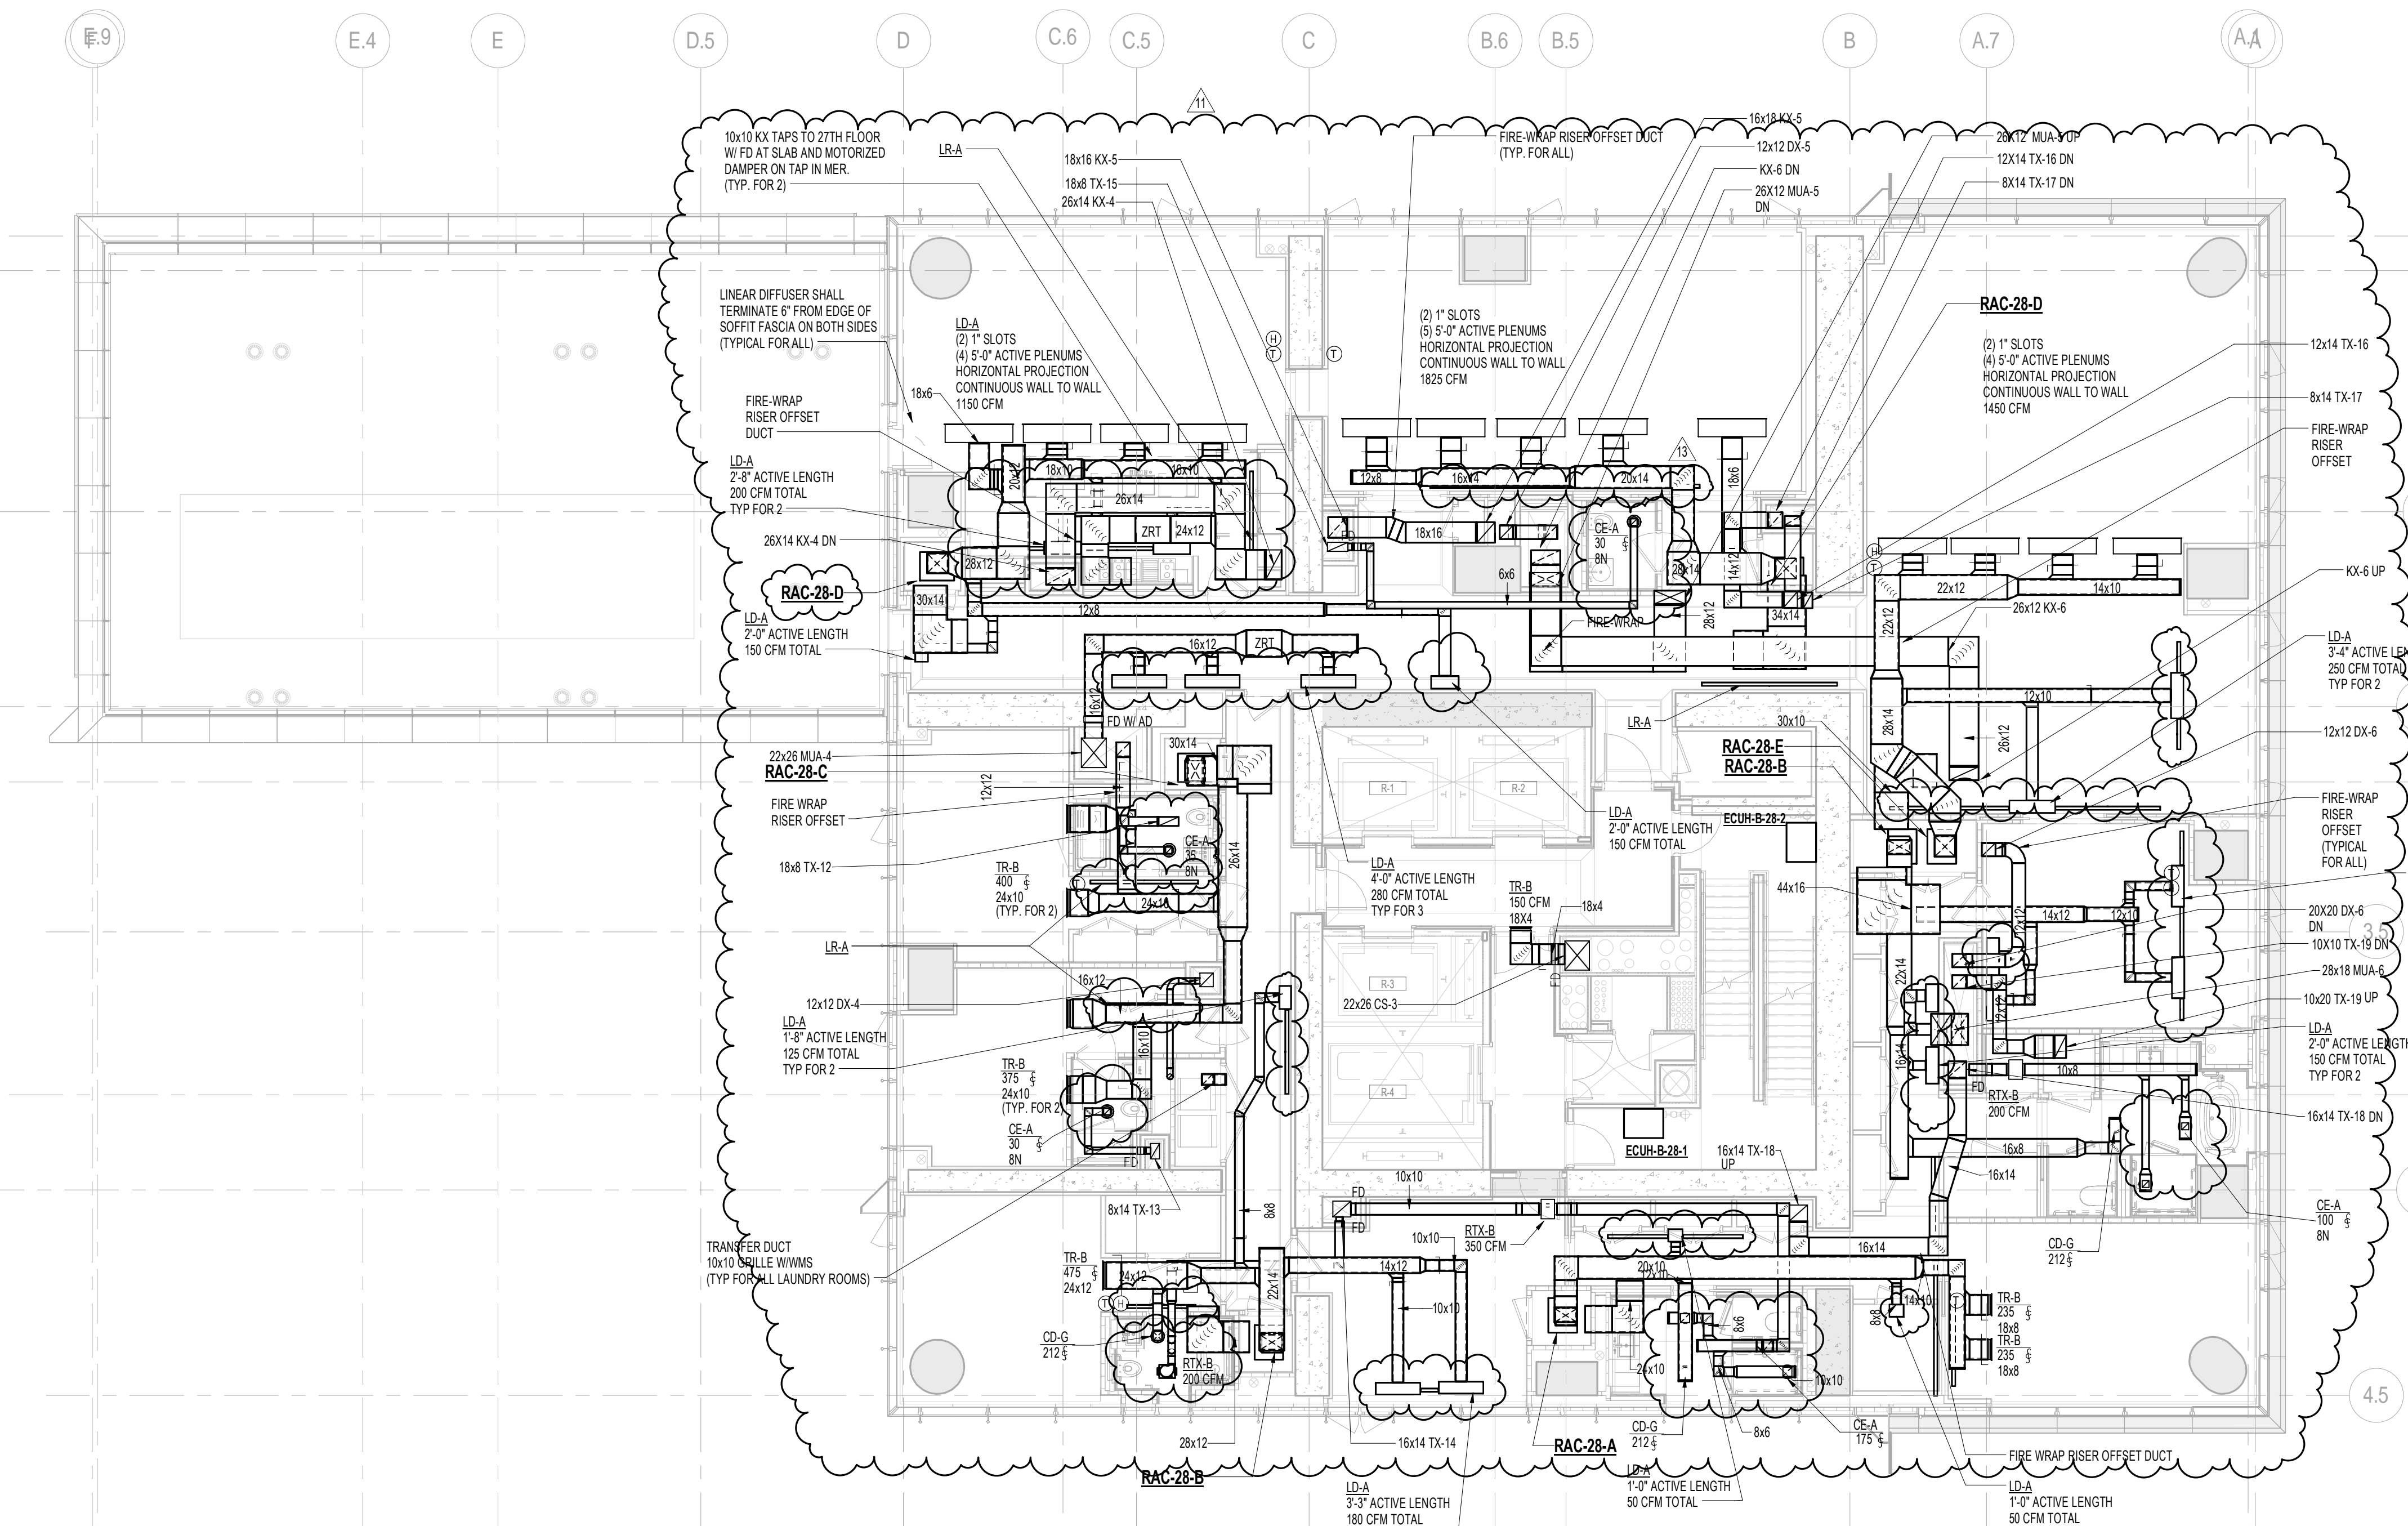 E.9
E.4
E
D.5
D
C.6
C.5
C
B.6
B.5
B
A.7
A.1
A
11
10x10 KX TAPS TO 27TH FLOOR
W/ FD AT SLAB AND MOTORIZED
DAMPER ON TAP IN MER.
(TYP. FOR 2)
LR-A
18x16 KX-5
18x8 TX-15
26x14 KX-4
FIRE-WRAP RISER OFFSET DUCT
(TYP. FOR ALL)
16x18 KX-5
12x12 DX-5
KX-6 DN
26X12 MUA-5
DN
26X12 MUA-5 UP
12X14 TX-16 DN
8X14 TX-17 DN
LINEAR DIFFUSER SHALL
TERMINATE 6" FROM EDGE OF
SOFFIT FASCIA ON BOTH SIDES
(TYPICAL FOR ALL)
LD-A
(2) 1" SLOTS
(4) 5'-0" ACTIVE PLENUMS
HORIZONTAL PROJECTION
CONTINUOUS WALL TO WALL
1150 CFM
(2) 1" SLOTS
(5) 5'-0" ACTIVE PLENUMS
HORIZONTAL PROJECTION
CONTINUOUS WALL TO WALL
1825 CFM
RAC-28-D
(2) 1" SLOTS
(4) 5'-0" ACTIVE PLENUMS
HORIZONTAL PROJECTION
CONTINUOUS WALL TO WALL
1450 CFM
H
T
T
12x14 TX-16
8x14 TX-17
FIRE-WRAP
RISER
OFFSET
18x6
FIRE-WRAP
RISER OFFSET
DUCT
LD-A
2'-8" ACTIVE LENGTH
200 CFM TOTAL
TYP FOR 2
26X14 KX-4 DN
RAC-28-D
LD-A
2'-0" ACTIVE LENGTH
150 CFM TOTAL
20x12
18x10
26x14
ZRT
24x12
28x12
30x14
12x8
12x8
16x14
20x14
13
18x6
FD
18x16
CE-A
30
8N
6x6
28x14
14x12
34x14
28x12
FIRE-WRAP
H
T
22x12
14x10
22x12
26x12 KX-6
KX-6 UP
LD-A
250 CFM TOTAL
TYP FOR 2
12x10
28x14
26x12
12x12 DX-6
16x12
ZRT
16x12
FD W/ AD
22x26 MUA-4
RAC-28-C
12x12
30x14
FIRE WRAP
RISER OFFSET
18x8 TX-12
CE-A
35
8N
26x14
TR-B
400
24x10
(TYP. FOR 2)
T
24x10
LR-A
R-1
R-2
R-3
R-4
LR-A
30x10
RAC-28-E
RAC-28-B
ECUH-B-28-2
LD-A
2'-0" ACTIVE LENGTH
150 CFM TOTAL
LD-A
4'-0" ACTIVE LENGTH
280 CFM TOTAL
TYP FOR 3
TR-B
150 CFM
18X4
18x4
FD
22x26 CS-3
44x16
FIRE-WRAP
RISER
OFFSET
(TYPICAL
FOR ALL)
14x12
12x10
12x12
12x12
22x14
16x14
20X20 DX-6
DN
3.5
10X10 TX-19 DN
28x18 MUA-6
10x20 TX-19 UP
LD-A
2'-0" ACTIVE LENGTH
150 CFM TOTAL
TYP FOR 2
16x14 TX-18 DN
16x12
12x12 DX-4
LD-A
1'-8" ACTIVE LENGTH
125 CFM TOTAL
TYP FOR 2
16x10
TR-B
375
24x10
(TYP. FOR 2)
CE-A
30
8N
FD
8x14 TX-13
8x8
ECUH-B-28-1
16x14 TX-18
UP
FD
RTX-B
200 CFM
10x8
16x8
16x14
CE-A
100
8N
CD-G
212
TRANSFER DUCT
10x10 GRILLE W/WMS
(TYP FOR ALL LAUNDRY ROOMS)
TR-B
475
24x12
24x12
T
H
CD-G
212
RTX-B
200 CFM
22x14
28x12
RAC-28-B
FD
FD
10x10
RTX-B
350 CFM
10x10
14x12
10x10
16x14 TX-14
LD-A
3'-3" ACTIVE LENGTH
180 CFM TOTAL
16x14
20x10
12x10
8x6
24x10
10x10
RAC-28-A
CD-G
212
8x6
CE-A
175
LD-A
1'-0" ACTIVE LENGTH
50 CFM TOTAL
8x8
14x10
T
TR-B
235
18x8
TR-B
235
18x8
4.5
FIRE WRAP RISER OFFSET DUCT
LD-A
1'-0" ACTIVE LENGTH
50 CFM TOTAL